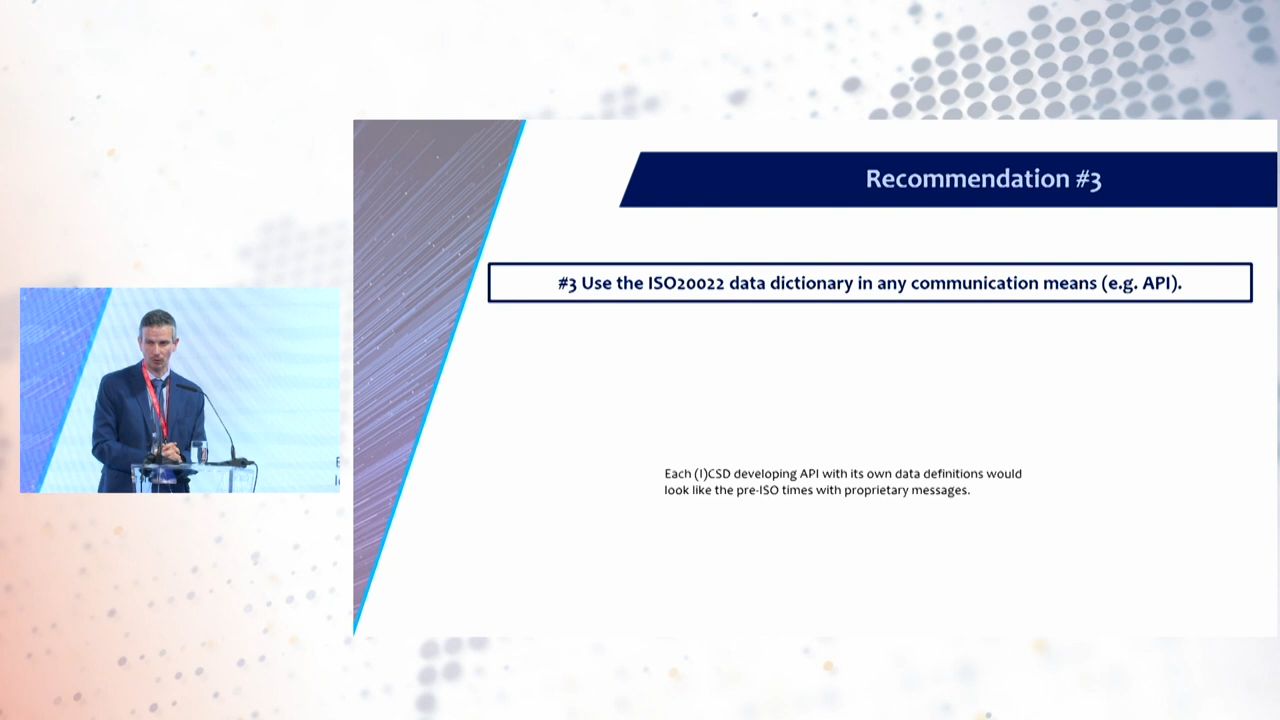 Recommendation #3
#3 Use the ISO20022 data dictionary in any communication means (e.g. API).
Each (I)CSD developing API with its own data definitions would
look like the pre-ISO times with proprietary messages.